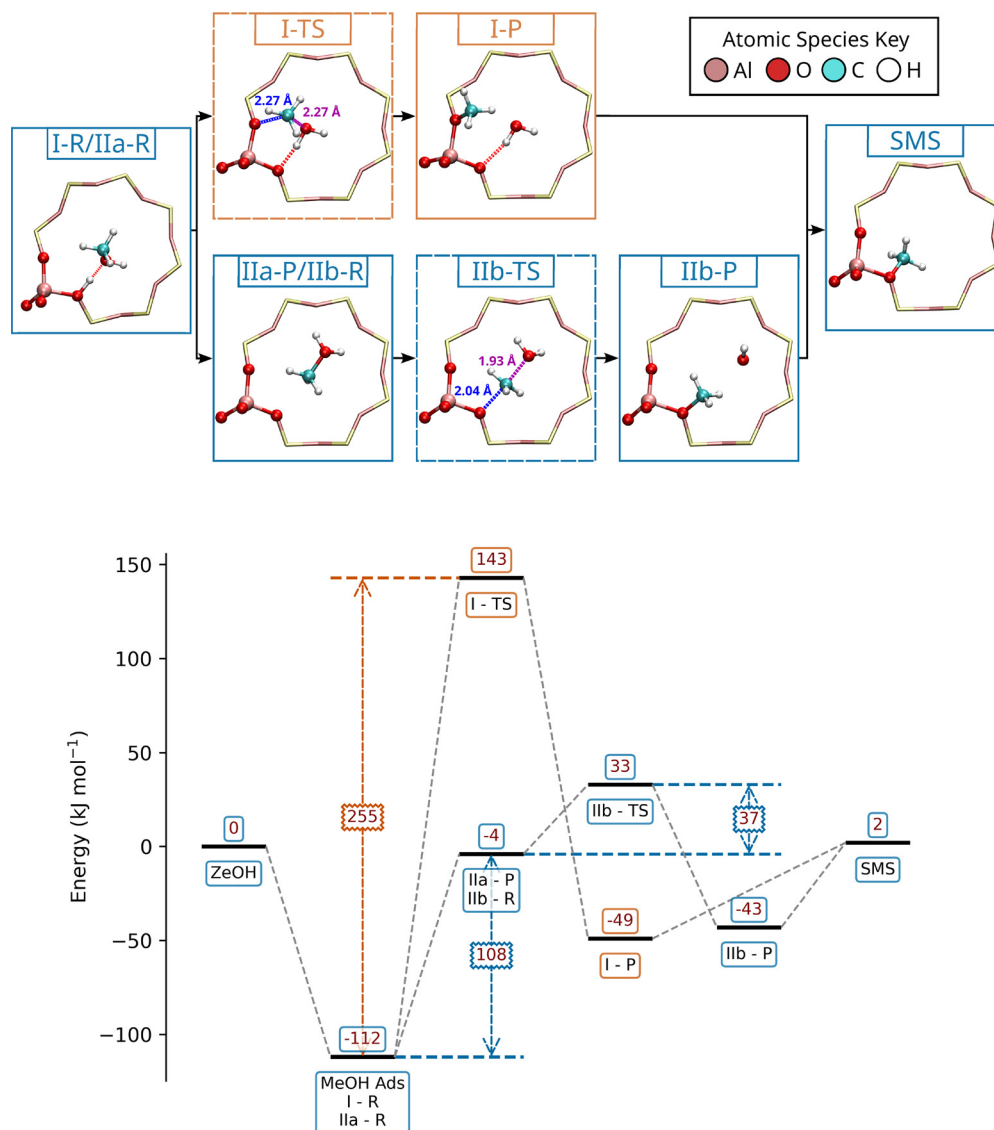 I-TS
I-P
Atomic Species Key
Al O C H
I-R/IIa-R
2.27 Å
2.27 Å
SMS
IIa-P/IIb-R
IIb-TS
IIb-P
1.93 Å
2.04 Å
Energy (kJ mol⁻¹)
150
100
50
0
−50
−100
143
I - TS
33
IIb - TS
255
37
0
ZeOH
-4
IIa - P
IIb - R
2
SMS
108
-49
I - P
-43
IIb - P
-112
MeOH Ads
I - R
IIa - R